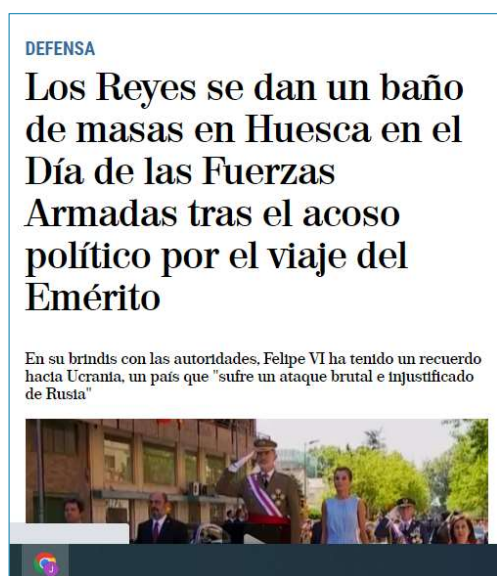 DEFENSA
Los Reyes se dan un baño
de masas en Huesca en el
Día de las Fuerzas
Armadas tras el acoso
político por el viaje del
Emérito
En su brindis con las autoridades, Felipe VI ha tenido un recuerdo
hacia Ucrania, un país que "sufre un ataque brutal e injustificado
de Rusia"
J